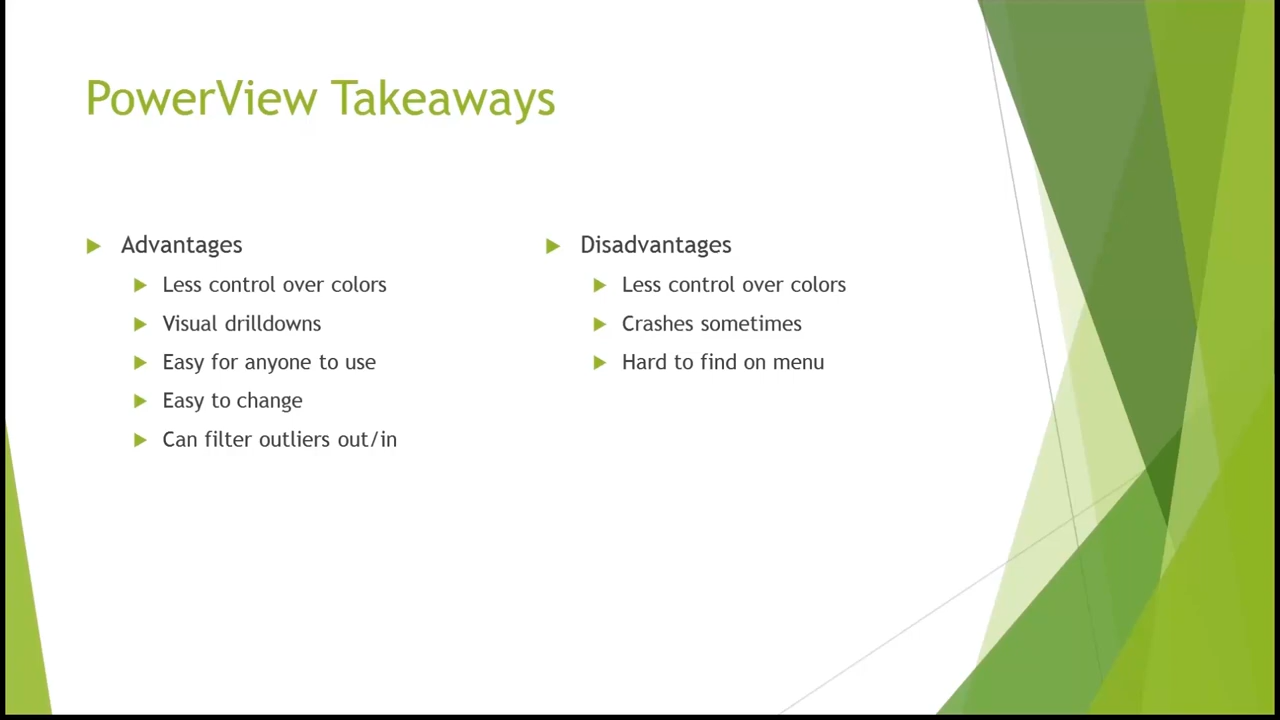 PowerView Takeaways
Advantages
Less control over colors
Visual drilldowns
Easy for anyone to use
Easy to change
Can filter outliers out/in
Disadvantages
Less control over colors
Crashes sometimes
Hard to find on menu